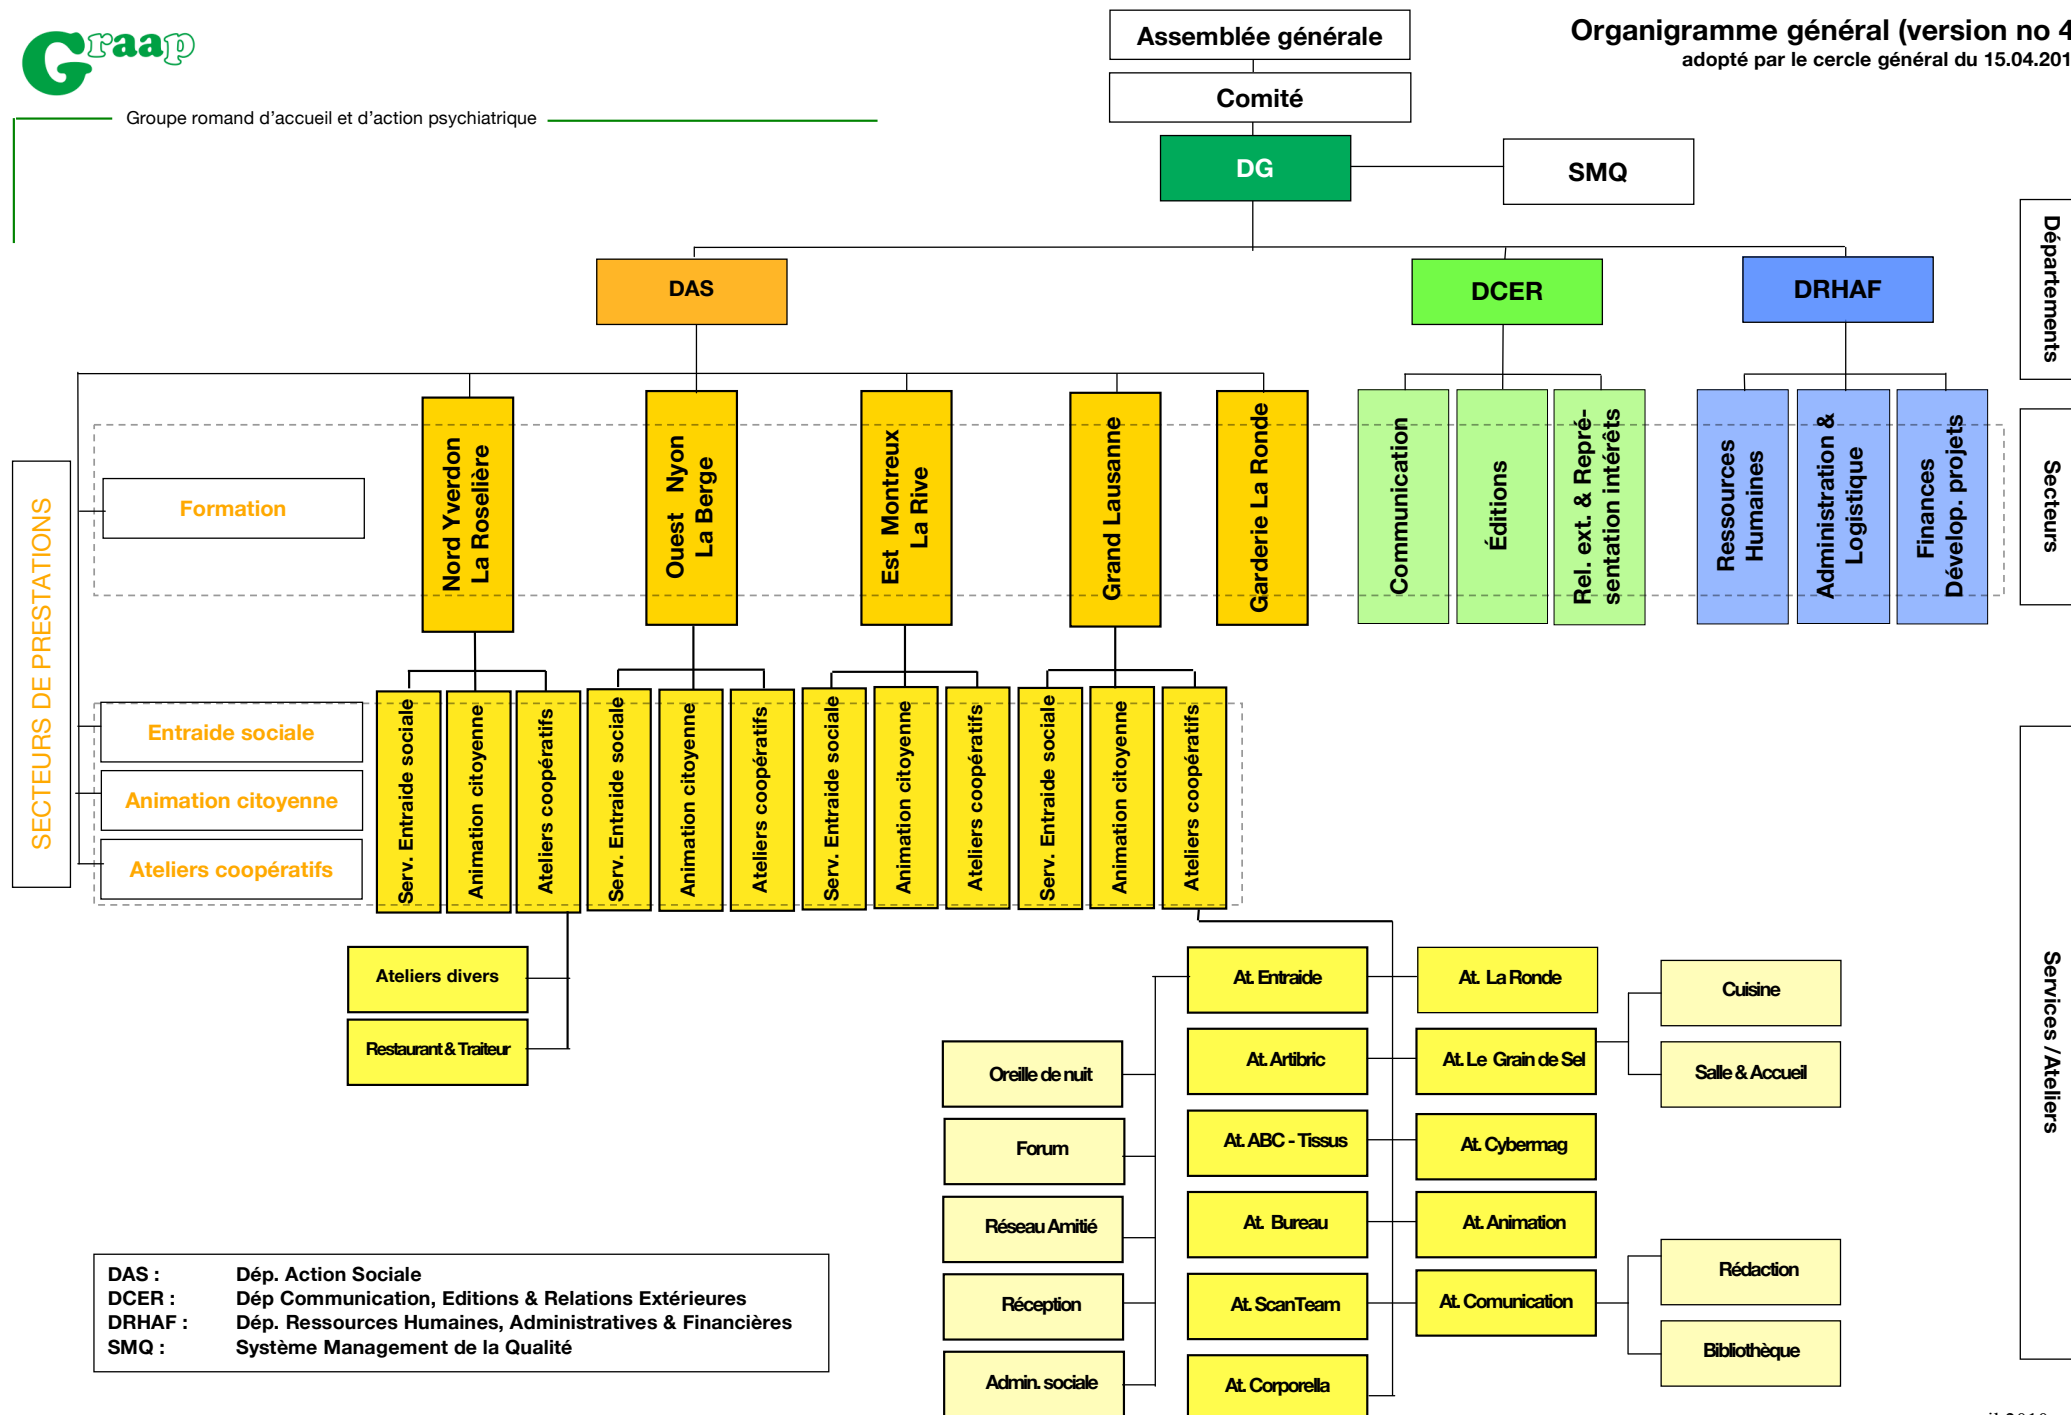 Graap
Groupe romand d'accueil et d'action psychiatrique
Organigramme général (version no 4
adopté par le cercle général du 15.04.201
Assemblée générale
Comité
DG
SMQ
DAS
DCER
DRHAF
Départements
Secteurs
Services /Ateliers
SECTEURS DE PRESTATIONS
Formation
Nord Yverdon
La Roselière
Ouest Nyon
La Berge
Est Montreux
La Rive
Grand Lausanne
Garderie La Ronde
Communication
Éditions
Rel. ext. & Repré-
sentation intérêts
Ressources
Humaines
Administration &
Logistique
Finances
Dévelop. projets
Entraide sociale
Animation citoyenne
Ateliers coopératifs
Serv. Entraide sociale
Animation citoyenne
Ateliers coopératifs
Serv. Entraide sociale
Animation citoyenne
Ateliers coopératifs
Serv. Entraide sociale
Animation citoyenne
Ateliers coopératifs
Serv. Entraide sociale
Animation citoyenne
Ateliers coopératifs
Ateliers divers
Restaurant & Traiteur
At. Entraide
At. La Ronde
Cuisine
At. Artibric
At. Le Grain de Sel
Salle & Accueil
Oreille de nuit
At. ABC - Tissus
At. Cybermag
Forum
At. Bureau
At. Animation
Réseau Amitié
At. ScanTeam
At. Comunication
Rédaction
Réception
Bibliothèque
Admin. sociale
At. Corporella
DAS : Dép. Action Sociale
DCER : Dép Communication, Editions & Relations Extérieures
DRHAF : Dép. Ressources Humaines, Administratives & Financières
SMQ : Système Management de la Qualité